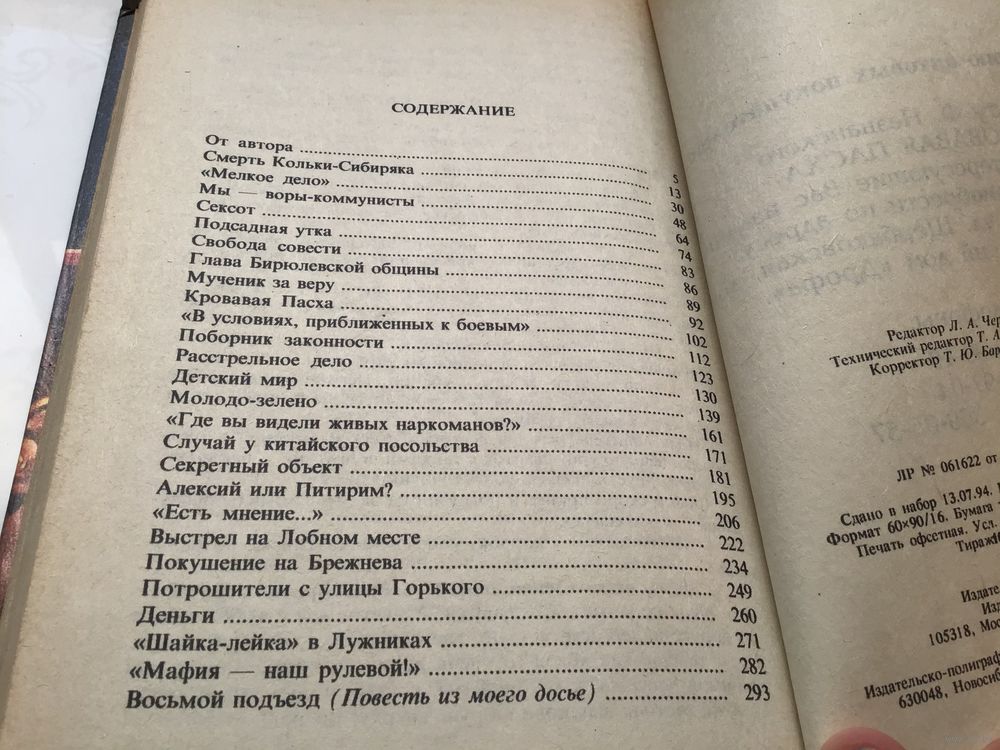 СОДЕРЖАНИЕ
От автора ........ 5
Смерть Кольки-Сибиряка ........ 13
«Мелкое дело» ........ 30
Мы — воры-коммунисты ........ 48
Сексот ........ 64
Подсадная утка ........ 74
Свобода совести ........ 83
Глава Бирюлевской общины ........ 86
Мученик за веру ........ 89
Кровавая Пасха ........ 92
«В условиях, приближенных к боевым» ........ 102
Поборник законности ........ 112
Расстрельное дело ........ 123
Детский мир ........ 130
Молодо-зелено ........ 139
«Где вы видели живых наркоманов?» ........ 161
Случай у китайского посольства ........ 171
Секретный объект ........ 181
Алексий или Питирим? ........ 195
«Есть мнение...» ........ 206
Выстрел на Лобном месте ........ 222
Покушение на Брежнева ........ 234
Потрошители с улицы Горького ........ 249
Деньги ........ 260
«Шайка-лейка» в Лужниках ........ 271
«Мафия — наш рулевой!» ........ 282
Восьмой подъезд (Повесть из моего досье) ........ 293
Редактор Л. А.
Технический редактор Т. А.
Корректор Т. Ю.
ЛР № 061622 от
Сдано в набор 13.07.94.
Формат 60×90/16. Бумага
Печать офсетная. Усл.
Тираж
105318,
630048,